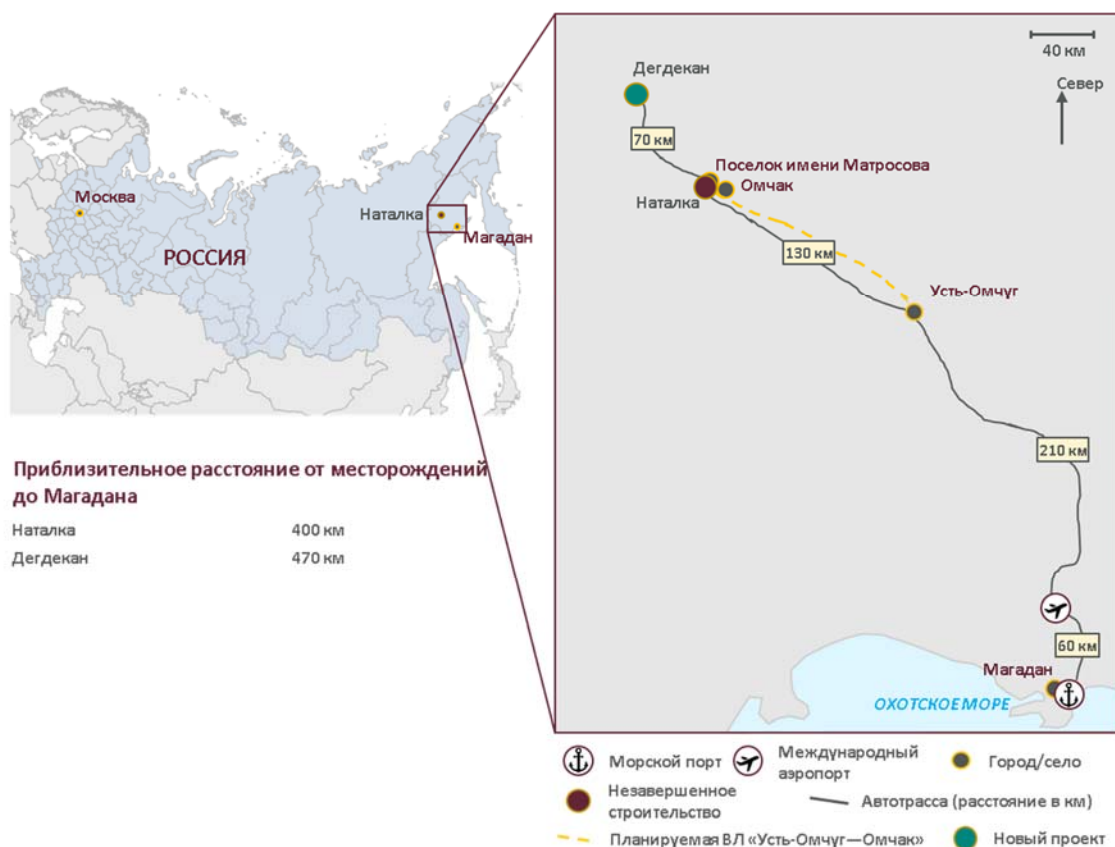 Москва
РОССИЯ
Наталка
Магадан
Приблизительное расстояние от месторождений
до Магадана
Наталка 400 км
Дегдекан 470 км
40 км
Север
Дегдекан
70 км
Поселок имени Матросова
Омчак
Наталка
130 км
Усть-Омчуг
210 км
60 км
Магадан
ОХОТСКОЕ МОРЕ
Морской порт
Международный
аэропорт
Город/село
Незавершенное
строительство
Автотрасса (расстояние в км)
Планируемая ВЛ «Усть-Омчуг—Омчак»
Новый проект